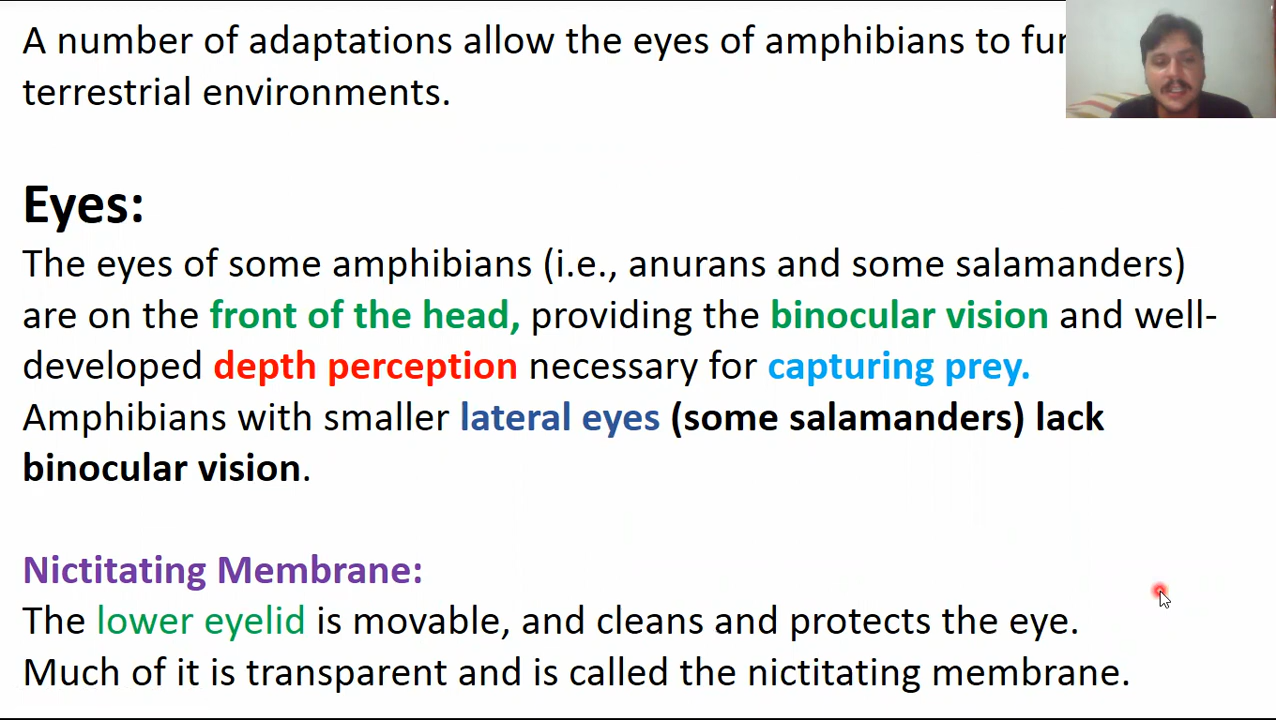 A number of adaptations allow the eyes of amphibians to
terrestrial environments.
Eyes:
The eyes of some amphibians (i.e., anurans and some salamanders)
are on the front of the head, providing the binocular vision and well-
developed depth perception necessary for capturing prey.
Amphibians with smaller lateral eyes (some salamanders) lack
binocular vision.
Nictitating Membrane:
The lower eyelid is movable, and cleans and protects the eye.
Much of it is transparent and is called the nictitating membrane.